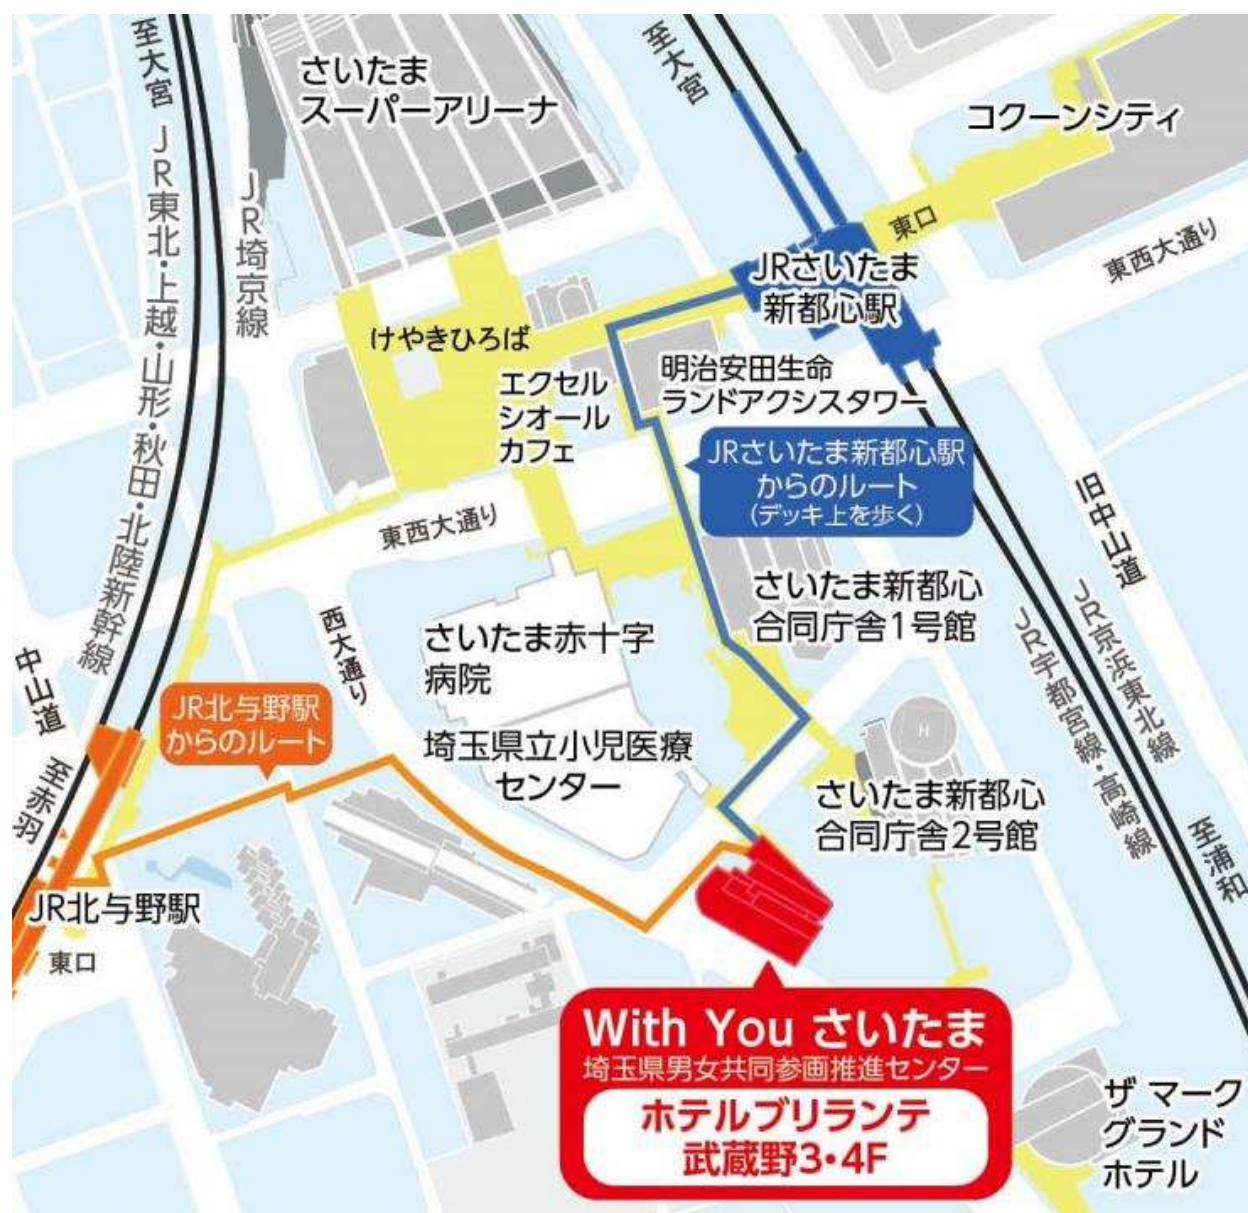 至大宮
さいたま
スーパーアリーナ
至大宮
コクーンシティ
東口
東西大通り
JR東北・上越・山形・秋田・北陸新幹線
JR埼京線
JRさいたま
新都心駅
けやきひろば
エクセル
シオール
カフェ
明治安田生命
ランドアクシスタワー
JRさいたま新都心駅
からのルート
(デッキ上を歩く)
旧中山道
東西大通り
西大通り
さいたま新都心
合同庁舎1号館
さいたま赤十字
病院
JR京浜東北線
JR宇都宮線・高崎線
中山道
JR北与野駅
からのルート
埼玉県立小児医療
センター
H
至赤羽
さいたま新都心
合同庁舎2号館
至浦和
JR北与野駅
東口
With You さいたま
埼玉県男女共同参画推進センター
ホテルブリランテ
武蔵野3・4F
ザ マーク
グランド
ホテル